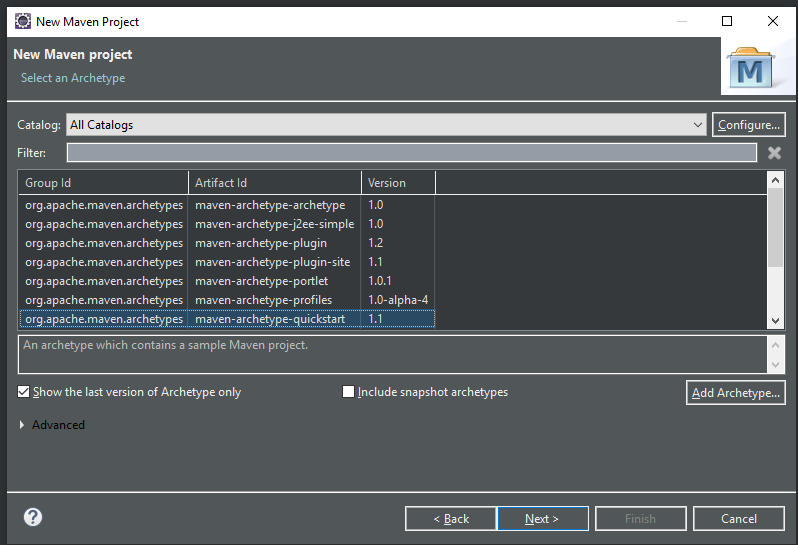 New Maven Project
New Maven project
Select an Archetype
M
Catalog: All Catalogs Configure...
Filter:
Group Id Artifact Id Version
org.apache.maven.archetypes maven-archetype-archetype 1.0
org.apache.maven.archetypes maven-archetype-j2ee-simple 1.0
org.apache.maven.archetypes maven-archetype-plugin 1.2
org.apache.maven.archetypes maven-archetype-plugin-site 1.1
org.apache.maven.archetypes maven-archetype-portlet 1.0.1
org.apache.maven.archetypes maven-archetype-profiles 1.0-alpha-4
org.apache.maven.archetypes maven-archetype-quickstart 1.1
An archetype which contains a sample Maven project.
Show the last version of Archetype only Include snapshot archetypes Add Archetype...
Advanced
? < Back Next > Finish Cancel